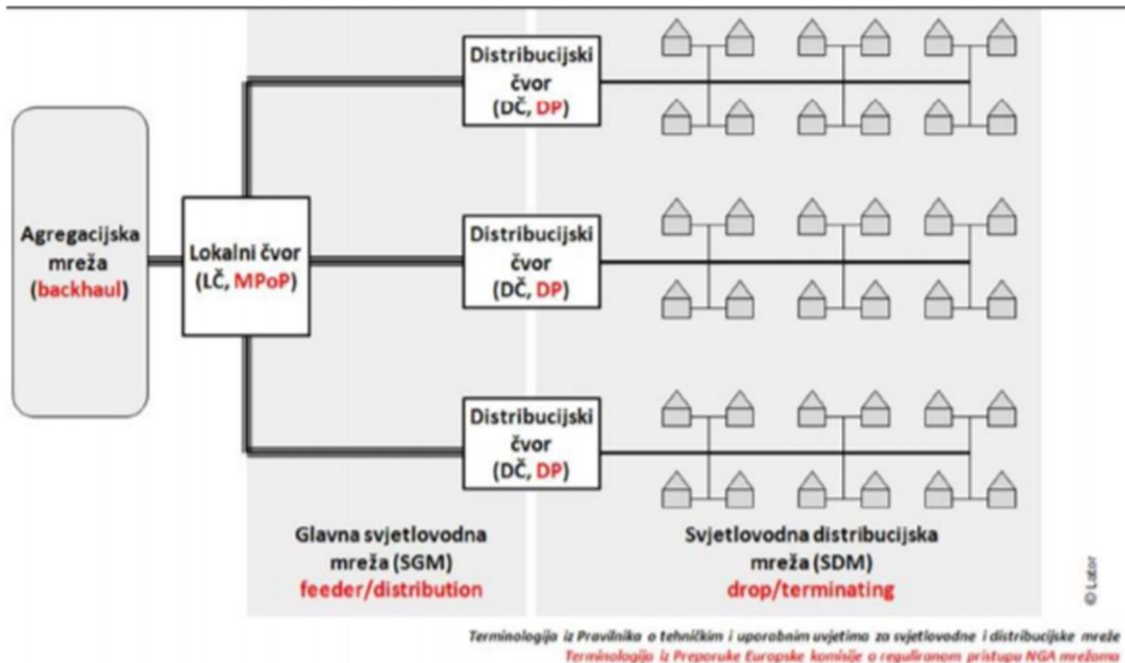 Agregacijska
mreža
(backhaul)
Lokalni čvor
(LČ, MPoP)
Distribucijski
čvor
(DČ, DP)
Distribucijski
čvor
(DČ, DP)
Distribucijski
čvor
(DČ, DP)
Glavna svjetlovodna
mreža (SGM)
feeder/distribution
Svjetlovodna distribucijska
mreža (SDM)
drop/terminating
© Lator
Terminologija iz Pravilnika o tehničkim i uporabnim uvjetima za svjetlovodne i distribucijske mreže
Terminologija iz Preporuke Europske komisije o reguliranom pristupu NGA mrežama